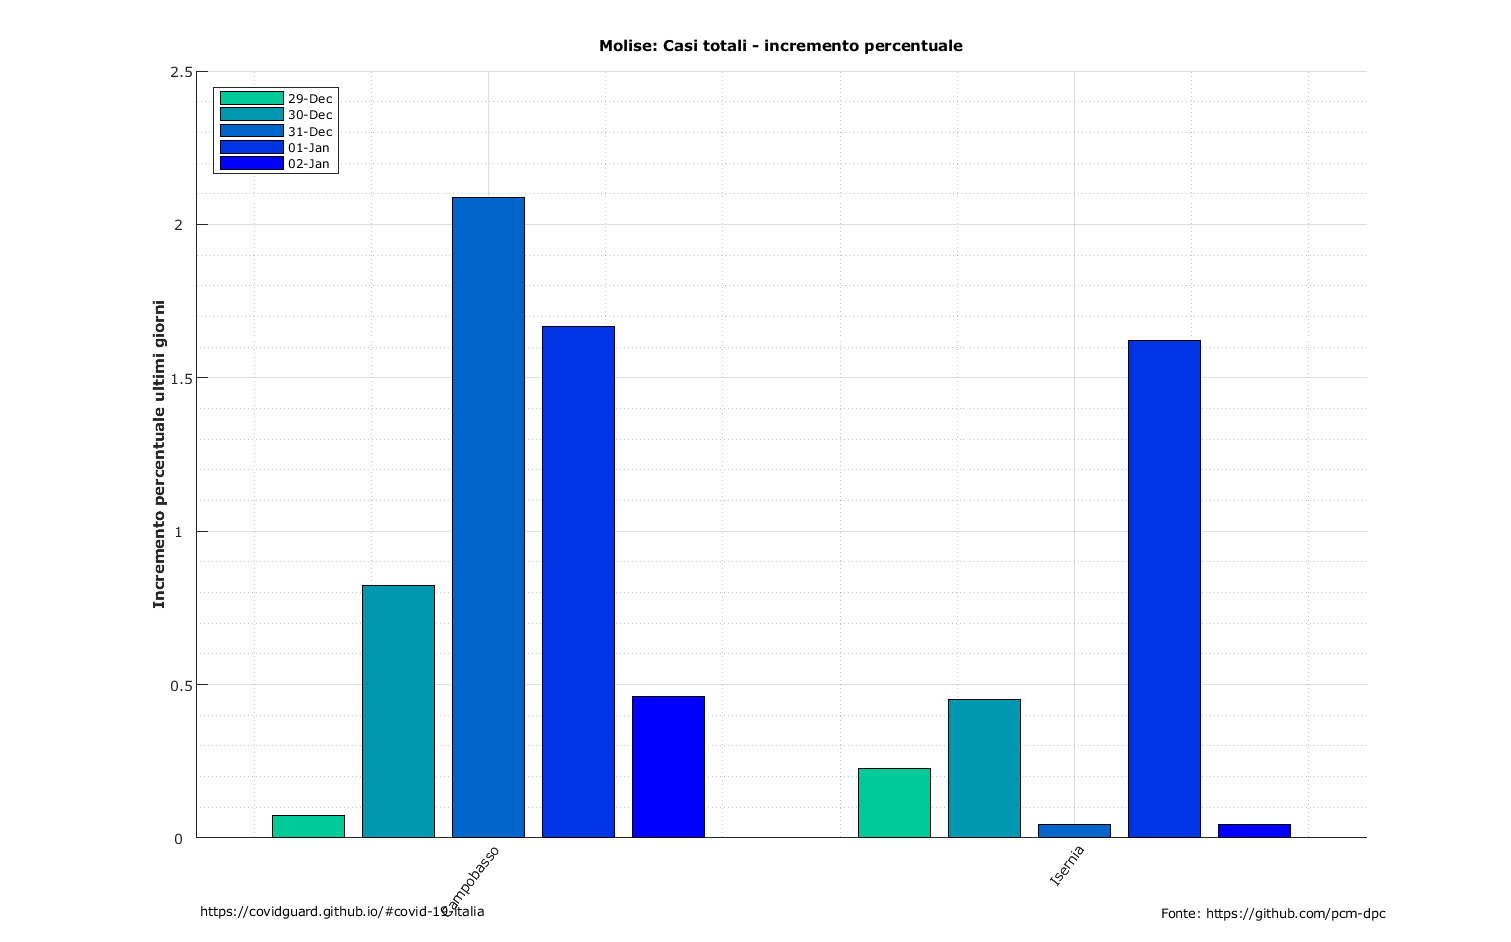 Molise: Casi totali - incremento percentuale
2.5
29-Dec
30-Dec
31-Dec
01-Jan
02-Jan
2
1.5
1
0.5
0
Incremento percentuale ultimi giorni
Campobasso
Isernia
https://covidguard.github.io/#covid-19-italia
Fonte: https://github.com/pcm-dpc